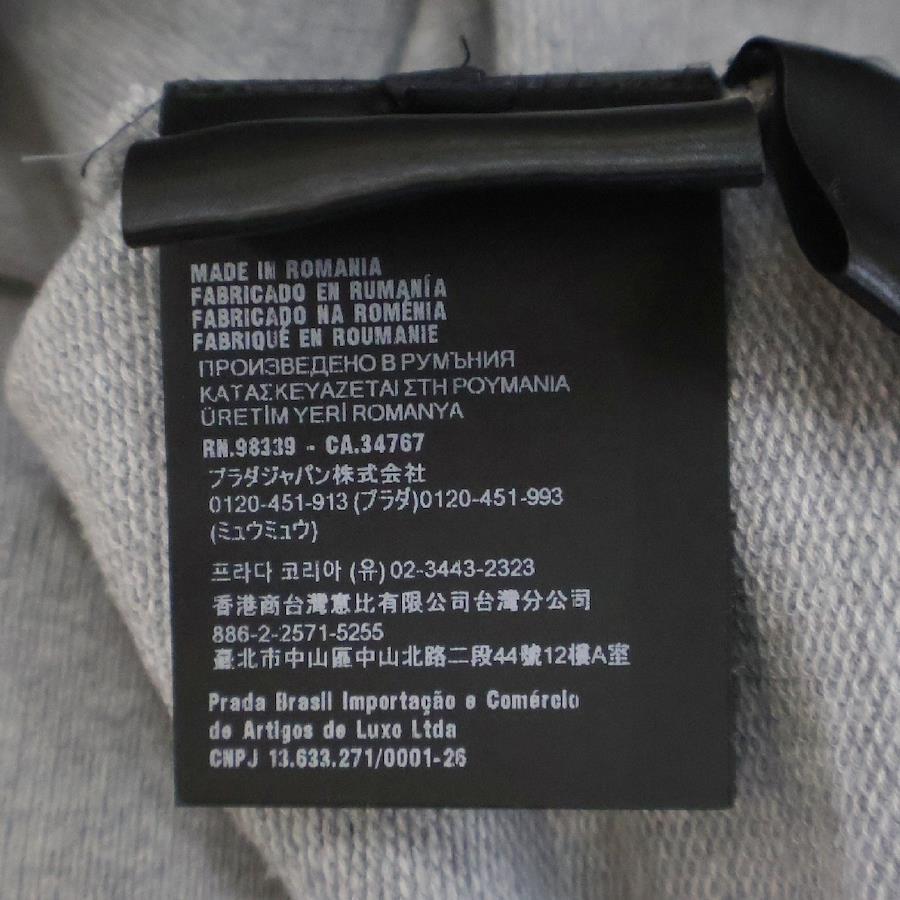 MADE IN ROMANIA
FABRICADO EN RUMANÍA
FABRICADO NA ROMÊNIA
FABRIQUÉ EN ROUMANIE
ПРОИЗВЕДЕНО В РУМЪНИЯ
ΚΑΤΑΣΚΕΥΑΖΕΤΑΙ ΣΤΗ ΡΟΥΜΑΝΙΑ
ÜRETİM YERİ ROMANYA
RN.98339 - CA.34767
プラダジャパン株式会社
0120-451-913 (プラダ)0120-451-993
(ミュウミュウ)
프라다 코리아 (유) 02-3443-2323
香港商台灣惠比有限公司台灣分公司
886-2-2571-5255
臺北市中山區中山北路二段44號12樓A室
Prada Brasil Importação e Comércio
de Artigos de Luxo Ltda
CNPJ 13.633.271/0001-26